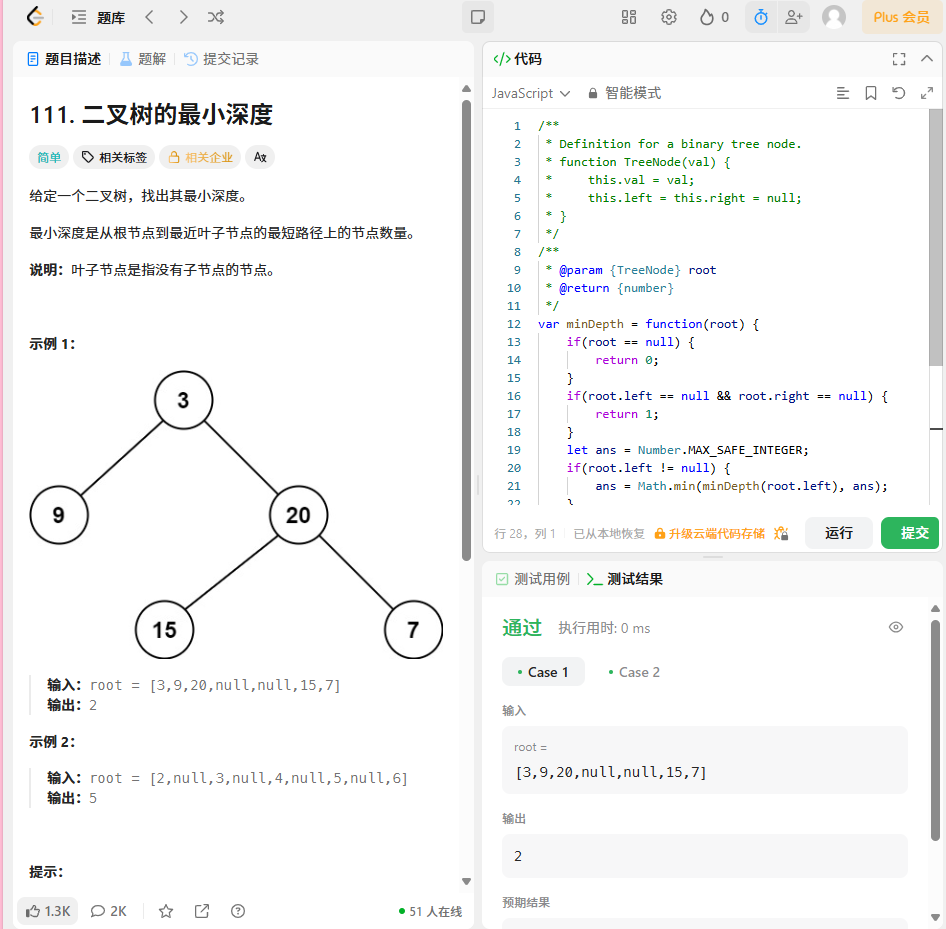 题库
0
Plus 会员
题目描述
题解
提交记录
111. 二叉树的最小深度
简单
相关标签
相关企业
给定一个二叉树，找出其最小深度。
最小深度是从根节点到最近叶子节点的最短路径上的节点数量。
说明：叶子节点是指没有子节点的节点。
示例 1：
3
9
20
15
7
输入：root = [3,9,20,null,null,15,7]
输出：2
示例 2：
输入：root = [2,null,3,null,4,null,5,null,6]
输出：5
提示：
1.3K
2K
51 人在线
</> 代码
JavaScript
智能模式
1 /**
2  * Definition for a binary tree node.
3  * function TreeNode(val) {
4  *     this.val = val;
5  *     this.left = this.right = null;
6  * }
7  */
8 /**
9  * @param {TreeNode} root
10  * @return {number}
11  */
12 var minDepth = function(root) {
13     if(root == null) {
14         return 0;
15     }
16     if(root.left == null && root.right == null) {
17         return 1;
18     }
19     let ans = Number.MAX_SAFE_INTEGER;
20     if(root.left != null) {
21         ans = Math.min(minDepth(root.left), ans);
22     }
行 28，列 1
已从本地恢复
升级云端代码存储
运行
提交
测试用例
测试结果
通过
执行用时: 0 ms
Case 1
Case 2
输入
root =
[3,9,20,null,null,15,7]
输出
2
预期结果